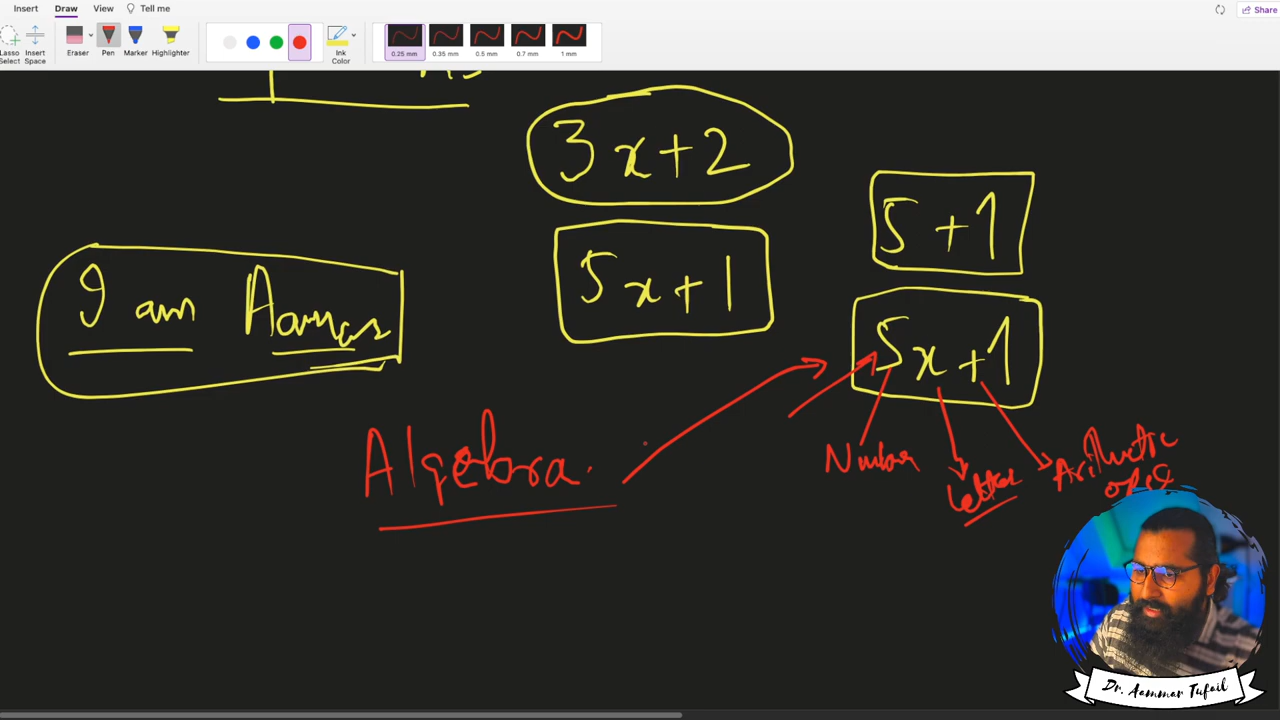 Insert Draw View Tell me
Share
Lasso Select
Insert Space
Eraser
Pen
Marker
Highlighter
Ink Color
0.25 mm
0.35 mm
0.5 mm
0.7 mm
1 mm
3x+2
5+1
5x+1
I am Aamar
5x+1
Algebra.
Number
Letter
Arithmetic
Dr. Aammar Tufail